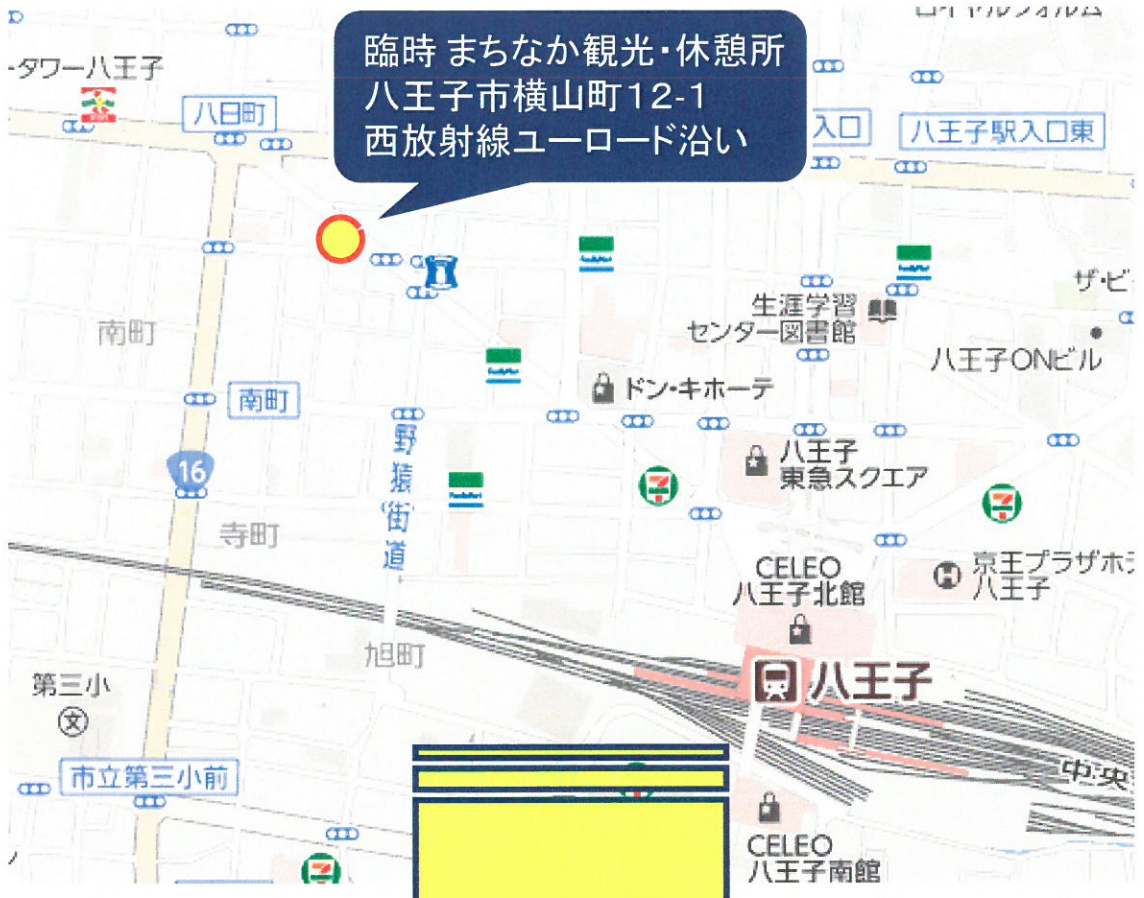 臨時 まちなか観光・休憩所
八王子市横山町12-1
西放射線ユーロード沿い
-タワー八王子
八日町
入口
八王子駅入口東
南町
生涯学習
センター図書館
ザ・ビ
八王子ONビル
ドン・キホーテ
南町
野猿街道
八王子
東急スクエア
16
寺町
CELEO
八王子北館
京王プラザホテ
八王子
旭町
八王子
第三小
文
市立第三小前
中央
CELEO
八王子南館
FamilyMart
FamilyMart
FamilyMart
FamilyMart